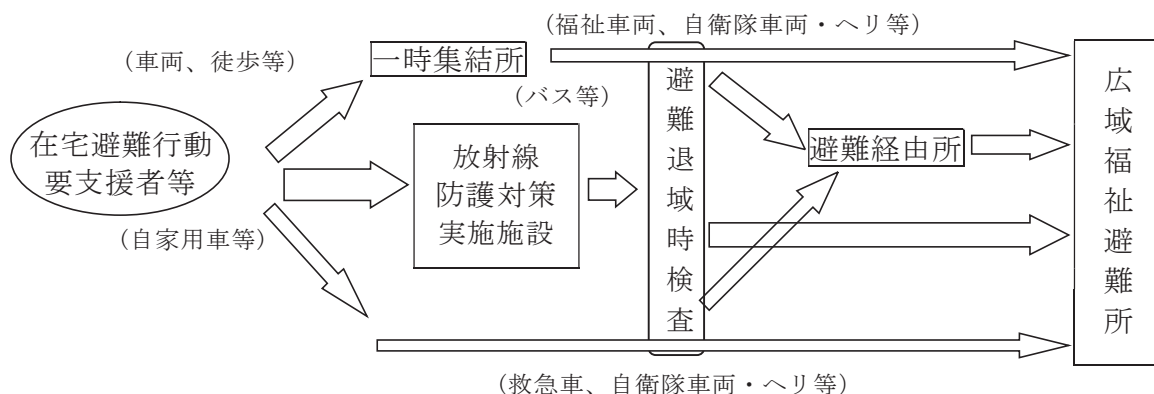 (福祉車両、自衛隊車両・ヘリ等)
(車両、徒歩等)
一時集結所
(バス等)
在宅避難行動
要支援者等
放射線
防護対策
実施施設
避難退域時検査
避難経由所
広域福祉避難所
(自家用車等)
(救急車、自衛隊車両・ヘリ等)